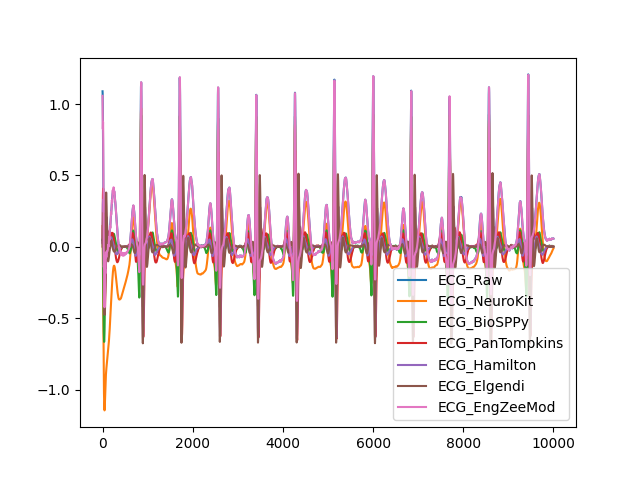 1.0
0.5
0.0
−0.5
−1.0
0
2000
4000
6000
8000
10000
ECG_Raw
ECG_NeuroKit
ECG_BioSPPy
ECG_PanTompkins
ECG_Hamilton
ECG_Elgendi
ECG_EngZeeMod